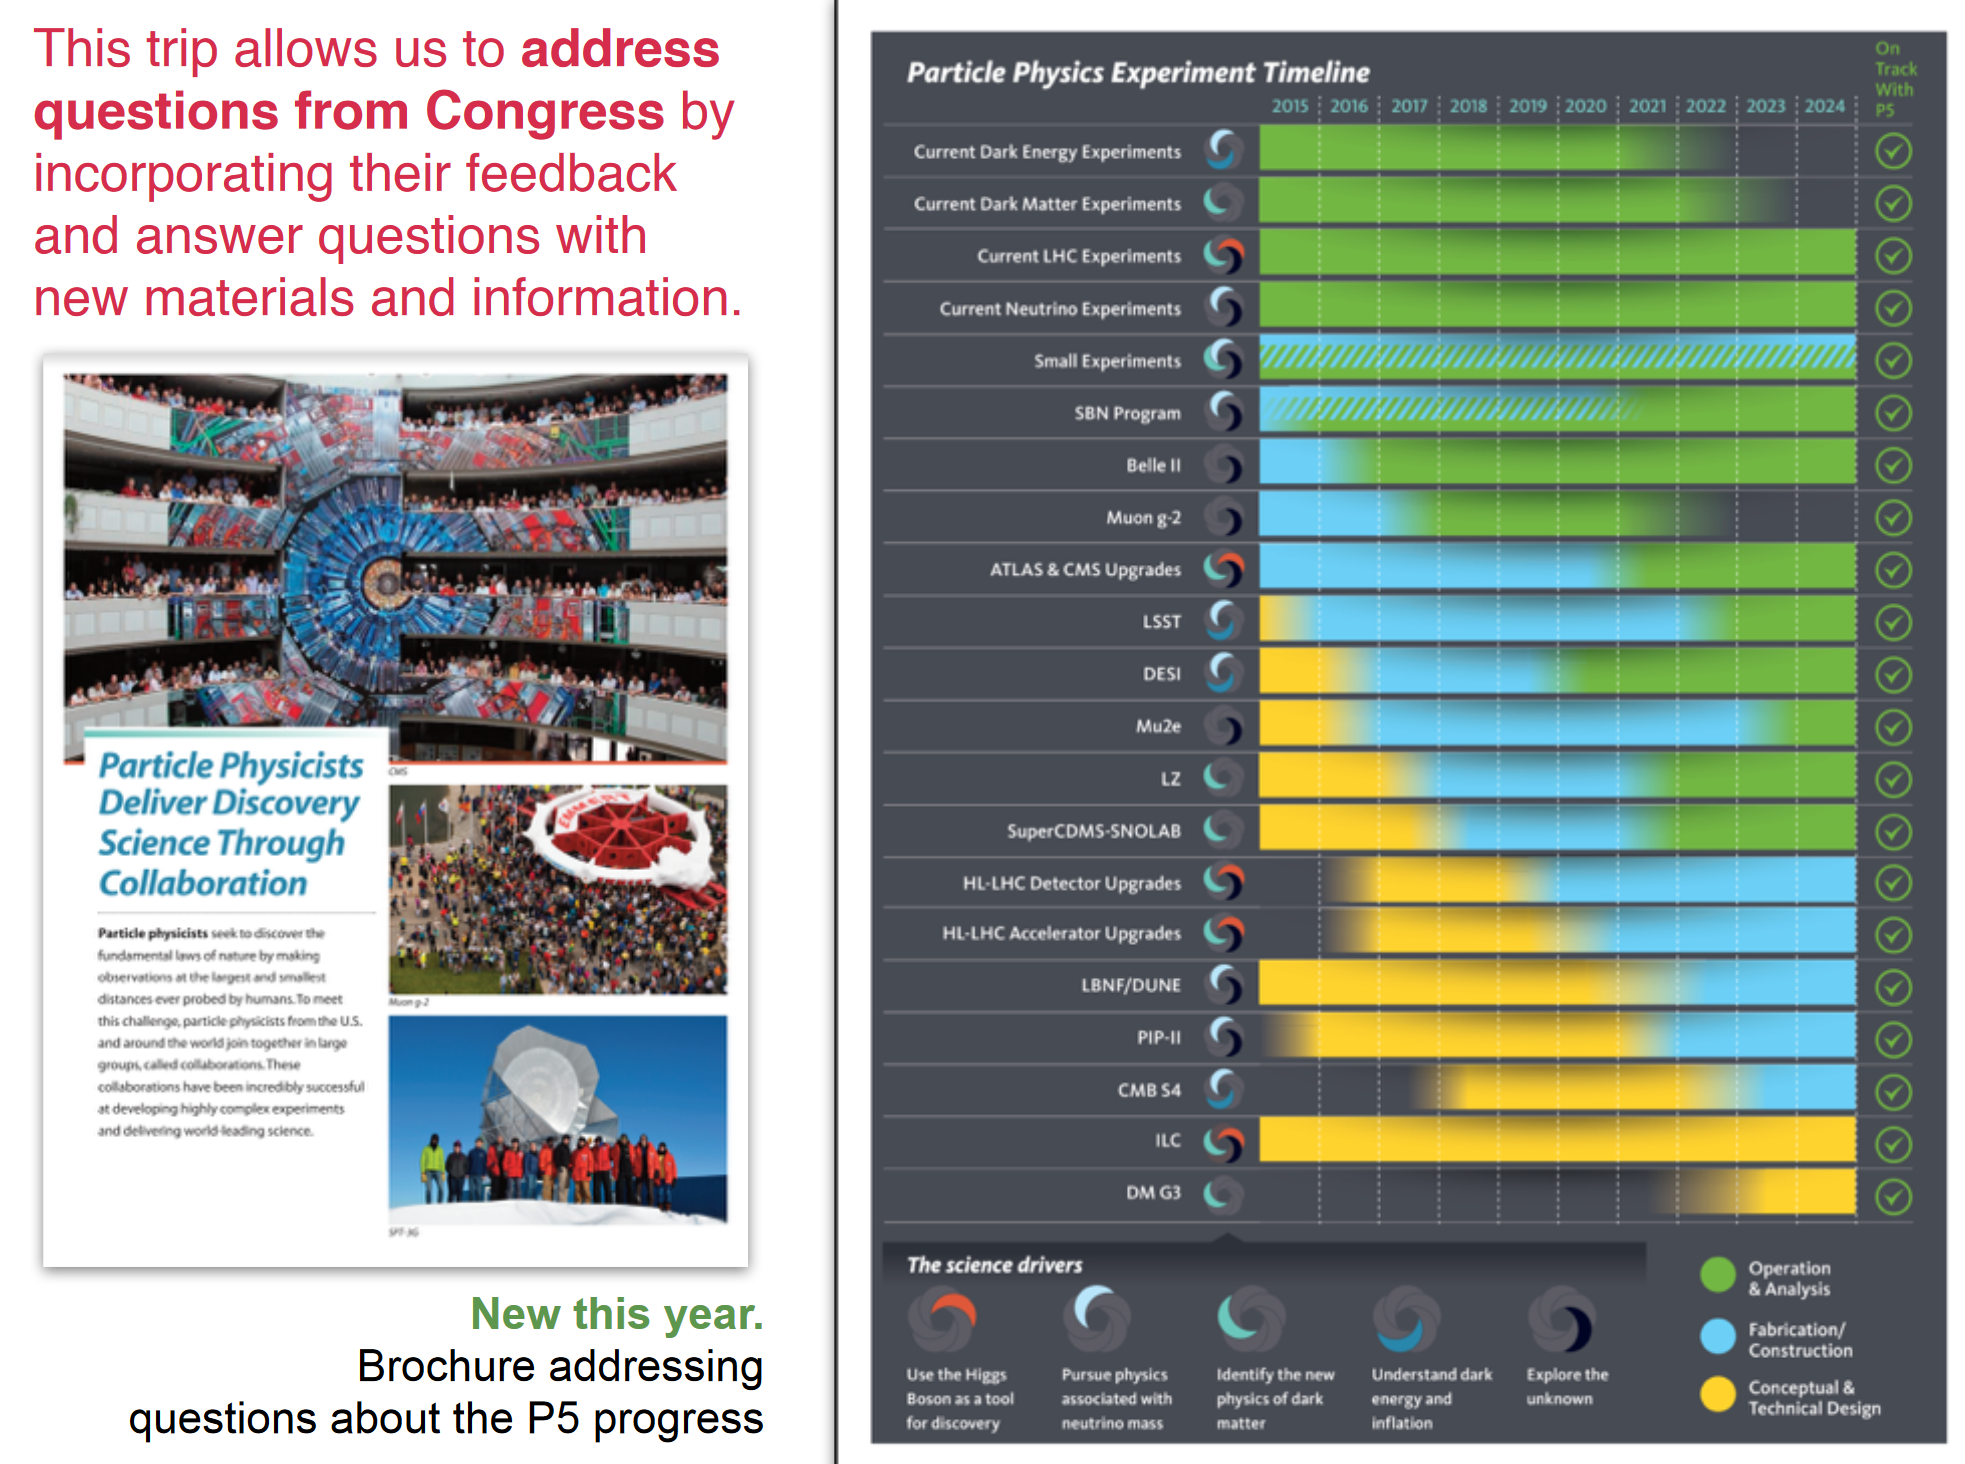 This trip allows us to address
questions from Congress by
incorporating their feedback
and answer questions with
new materials and information.
CMS
EMMERT
Particle Physicists
Deliver Discovery
Science Through
Collaboration
Particle physicists seek to discover the
fundamental laws of nature by making
observations at the largest and smallest
distances ever probed by humans. To meet
this challenge, particle physicists from the U.S.
and around the world join together in large
groups, called collaborations. These
collaborations have been incredibly successful
at developing highly complex experiments
and delivering world-leading science.
Muon g-2
SPT-3G
New this year.
Brochure addressing
questions about the P5 progress
Particle Physics Experiment Timeline
On
Track
With
P5
2015 2016 2017 2018 2019 2020 2021 2022 2023 2024
Current Dark Energy Experiments
Current Dark Matter Experiments
Current LHC Experiments
Current Neutrino Experiments
Small Experiments
SBN Program
Belle II
Muon g-2
ATLAS & CMS Upgrades
LSST
DESI
Mu2e
LZ
SuperCDMS-SNOLAB
HL-LHC Detector Upgrades
HL-LHC Accelerator Upgrades
LBNF/DUNE
PIP-II
CMB S4
ILC
DM G3
The science drivers
Use the Higgs
Boson as a tool
for discovery
Pursue physics
associated with
neutrino mass
Identify the new
physics of dark
matter
Understand dark
energy and
inflation
Explore the
unknown
Operation
& Analysis
Fabrication/
Construction
Conceptual &
Technical Design